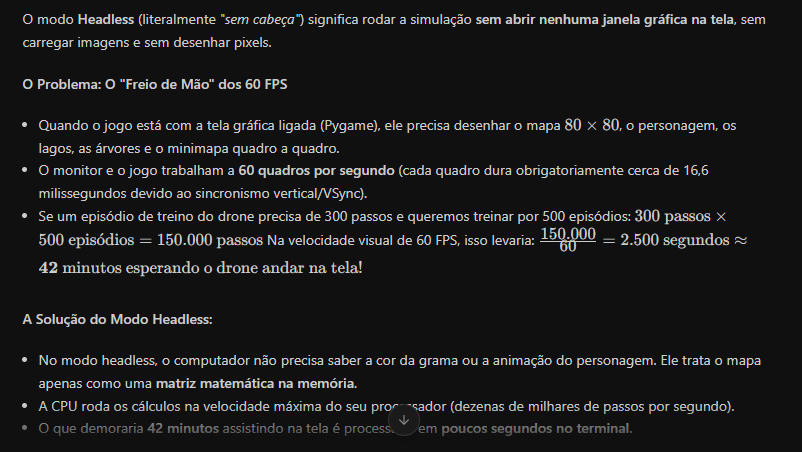 O modo Headless (literalmente "sem cabeça") significa rodar a simulação sem abrir nenhuma janela gráfica na tela, sem
carregar imagens e sem desenhar pixels.
O Problema: O "Freio de Mão" dos 60 FPS
• Quando o jogo está com a tela gráfica ligada (Pygame), ele precisa desenhar o mapa 80 × 80, o personagem, os
lagos, as árvores e o minimapa quadro a quadro.
• O monitor e o jogo trabalham a 60 quadros por segundo (cada quadro dura obrigatoriamente cerca de 16,6
milissegundos devido ao sincronismo vertical/VSync).
• Se um episódio de treino do drone precisa de 300 passos e queremos treinar por 500 episódios: 300 passos ×
500 episódios = 150.000 passos Na velocidade visual de 60 FPS, isso levaria: 150.000/60 = 2.500 segundos ≈
42 minutos esperando o drone andar na tela!
A Solução do Modo Headless:
• No modo headless, o computador não precisa saber a cor da grama ou a animação do personagem. Ele trata o mapa
apenas como uma matriz matemática na memória.
• A CPU roda os cálculos na velocidade máxima do seu processador (dezenas de milhares de passos por segundo).
• O que demoraria 42 minutos assistindo na tela é em poucos segundos no terminal.